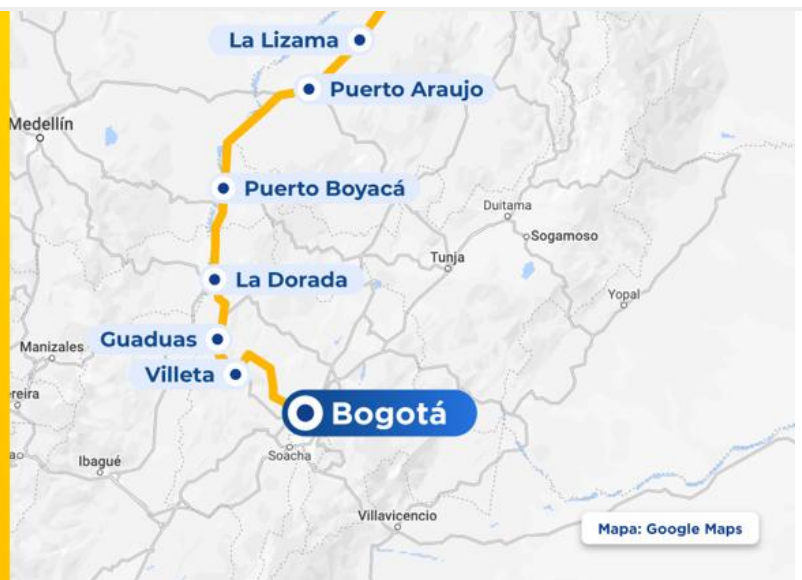 La Lizama
Puerto Araujo
Medellín
Puerto Boyacá
Duitama
Sogamoso
Tunja
La Dorada
Yopal
Guaduas
Manizales
Villeta
ereira
Bogotá
Soacha
Ibagué
Villavicencio
Mapa: Google Maps